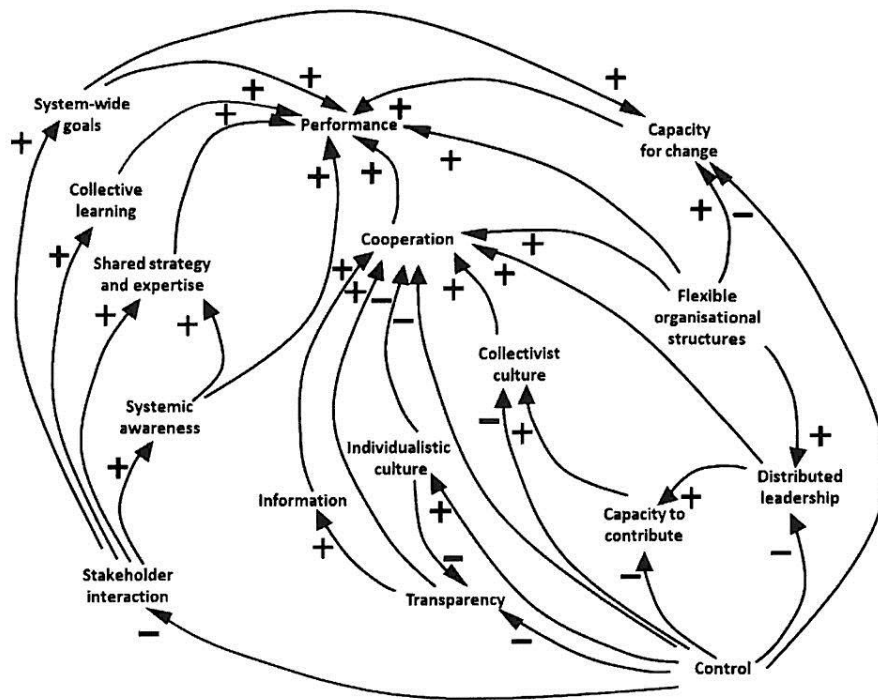 System-wide
goals
Performance
Capacity
for change
Collective
learning
Cooperation
Shared strategy
and expertise
Flexible
organisational
structures
Collectivist
culture
Systemic
awareness
Individualistic
culture
Distributed
leadership
Information
Capacity to
contribute
Stakeholder
interaction
Transparency
Control